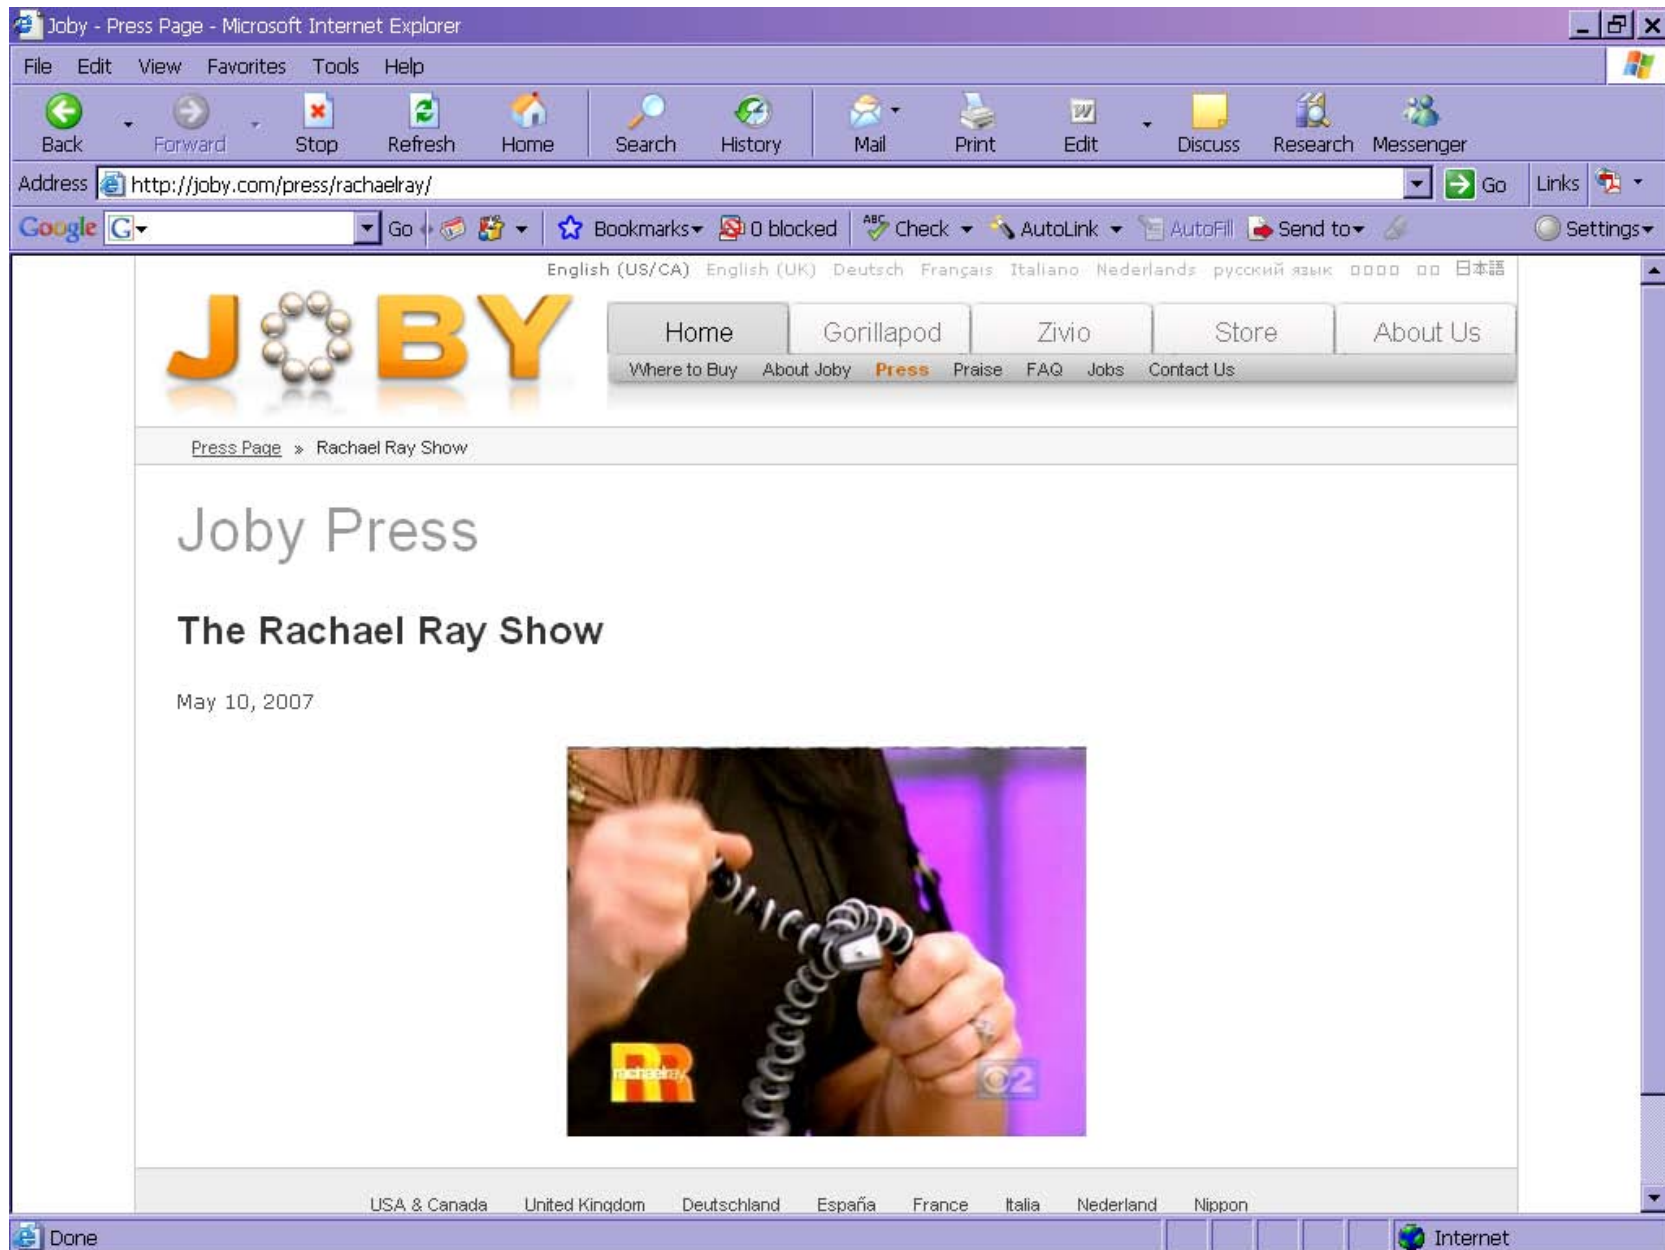 Joby - Press Page - Microsoft Internet Explorer
File Edit View Favorites Tools Help
Back Forward Stop Refresh Home Search History Mail Print Edit Discuss Research Messenger
Address http://joby.com/press/rachaelray/ Go Links
Google G Go Bookmarks 0 blocked ABC Check AutoLink AutoFill Send to Settings
English (US/CA) English (UK) Deutsch Français Italiano Nederlands русский язык 日本語
JOBY
Home Gorillapod Zivio Store About Us
Where to Buy About Joby Press Praise FAQ Jobs Contact Us
Press Page » Rachael Ray Show
Joby Press
The Rachael Ray Show
May 10, 2007
RR
rachaelray
2
USA & Canada United Kingdom Deutschland España France Italia Nederland Nippon
Done Internet